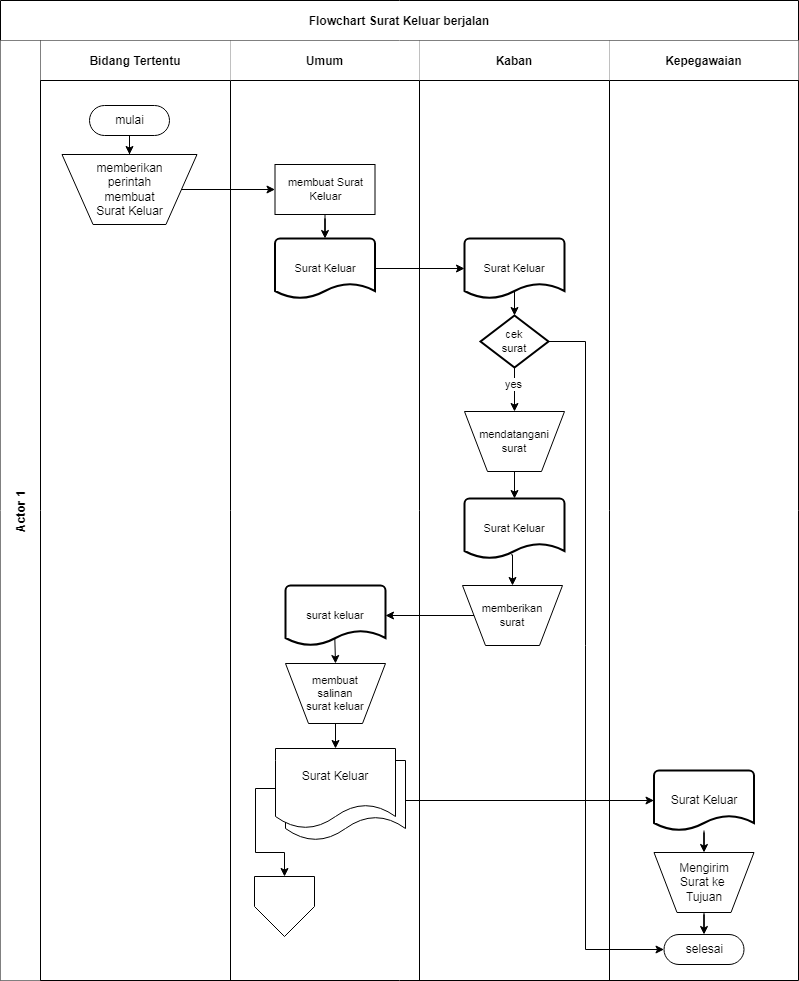 Flowchart Surat Keluar berjalan
Bidang Tertentu
Umum
Kaban
Kepegawaian
Actor 1
mulai
memberikan
perintah
membuat
Surat Keluar
membuat Surat
Keluar
Surat Keluar
Surat Keluar
cek
surat
yes
mendatangani
surat
Surat Keluar
memberikan
surat
surat keluar
membuat
salinan
surat keluar
Surat Keluar
Surat Keluar
Mengirim
Surat ke
Tujuan
selesai